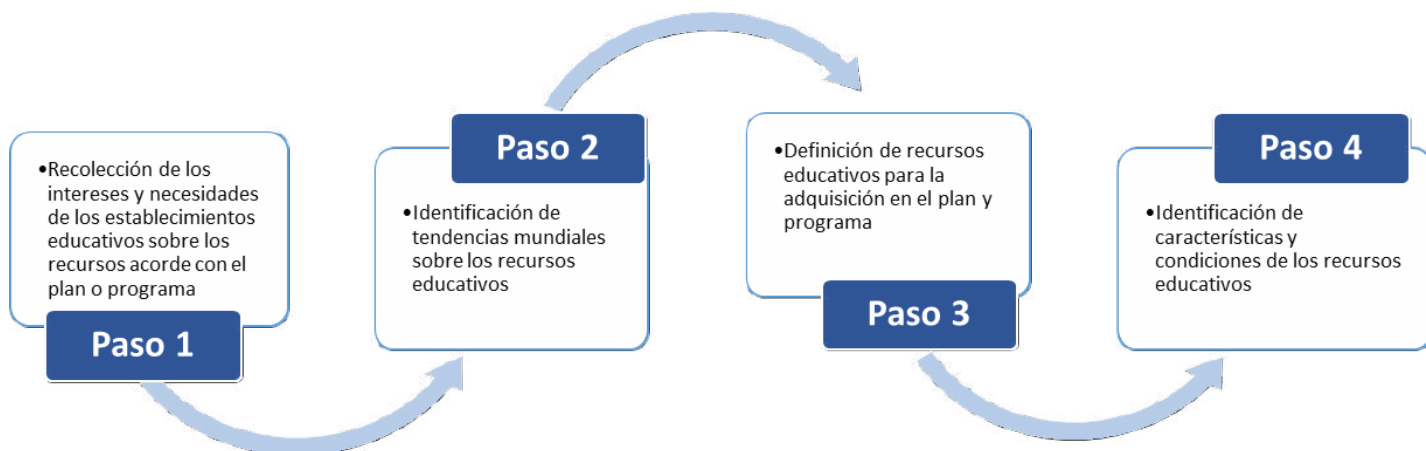 •Recolección de los
intereses y necesidades
de los establecimientos
educativos sobre los
recursos acorde con el
plan o programa
Paso 1
Paso 2
•Identificación de
tendencias mundiales
sobre los recursos
educativos
•Definición de recursos
educativos para la
adquisición en el plan y
programa
Paso 3
Paso 4
•Identificación de
características y
condiciones de los recursos
educativos